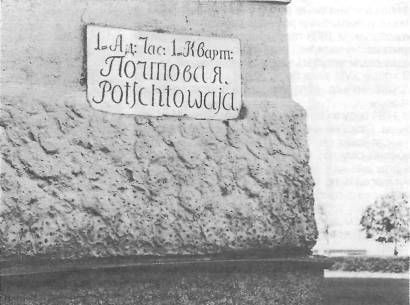 1. Ад: Час: 1. Кварт:
Почтовая.
Potſchtowaja.